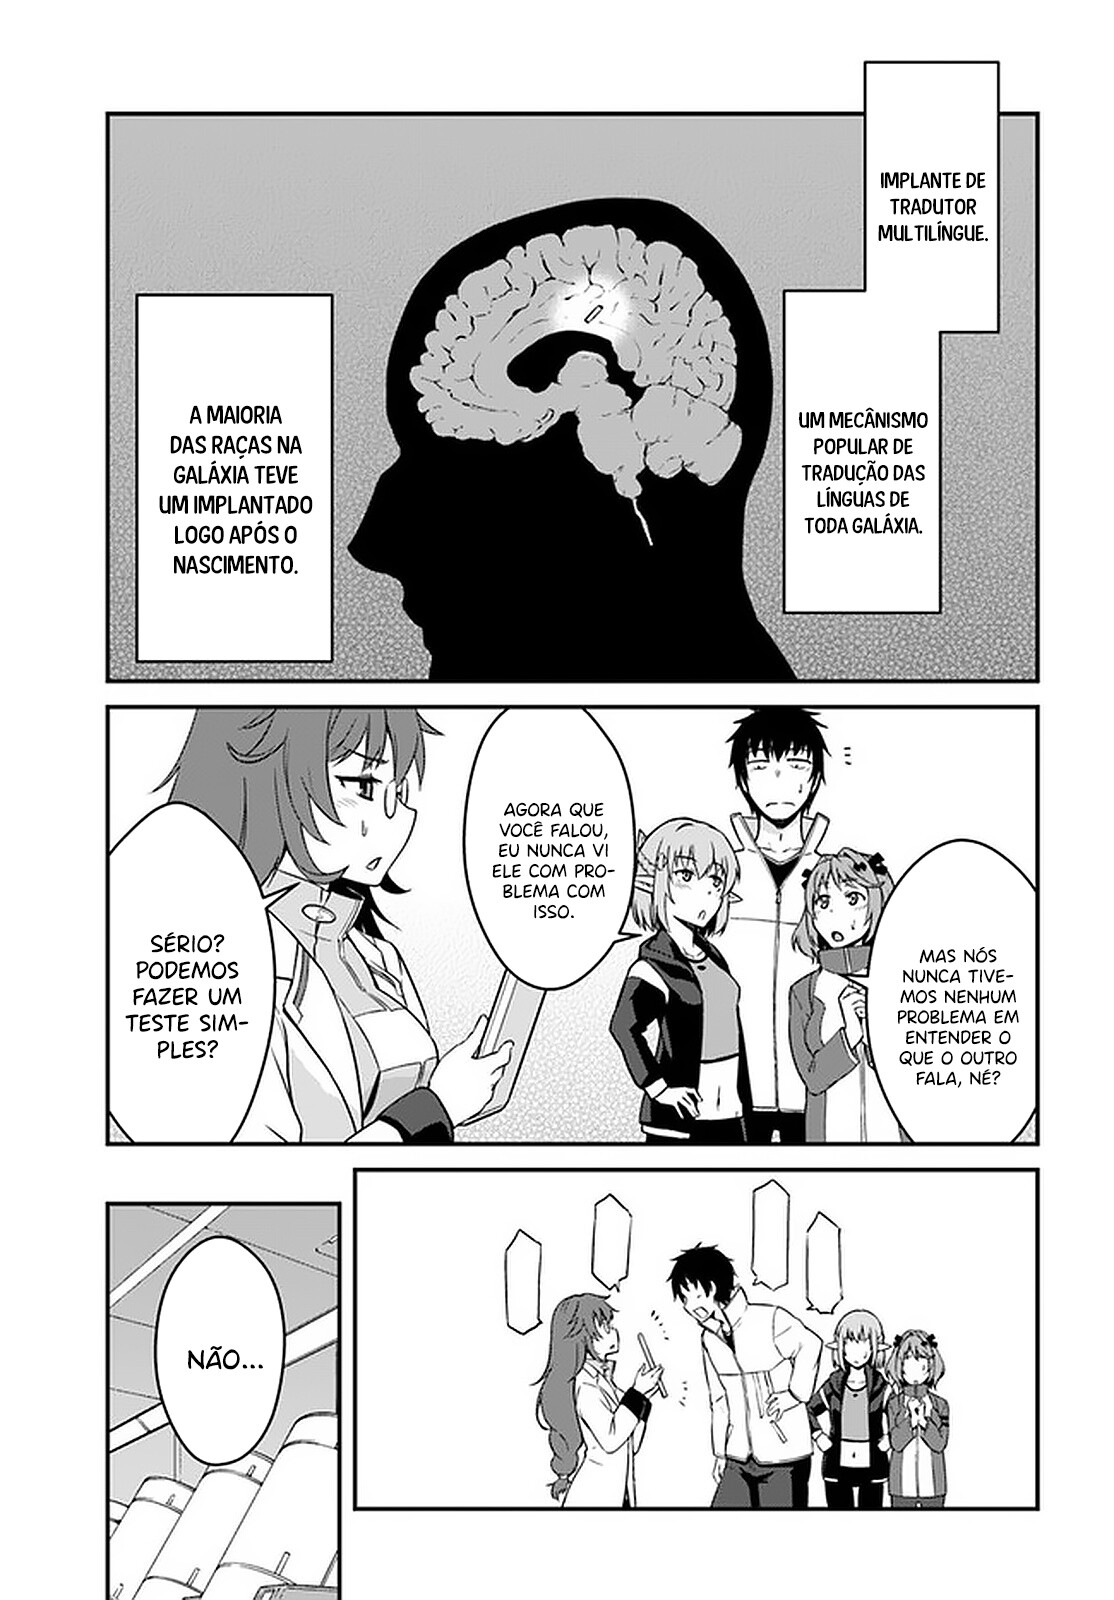 IMPLANTE DE
TRADUTOR
MULTILÍNGUE.
UM MECÂNISMO
POPULAR DE
TRADUÇÃO DAS
LÍNGUAS DE
TODA GALÁXIA.
A MAIORIA
DAS RAÇAS NA
GALÁXIA TEVE
UM IMPLANTADO
LOGO APÓS O
NASCIMENTO.
MAS NÓS
NUNCA TIVE-
MOS NENHUM
PROBLEMA EM
ENTENDER O
QUE O OUTRO
FALA, NÉ?
AGORA QUE
VOCÊ FALOU,
EU NUNCA VI
ELE COM PRO-
BLEMA COM
ISSO.
SÉRIO?
PODEMOS
FAZER UM
TESTE SIM-
PLES?
NÃO...